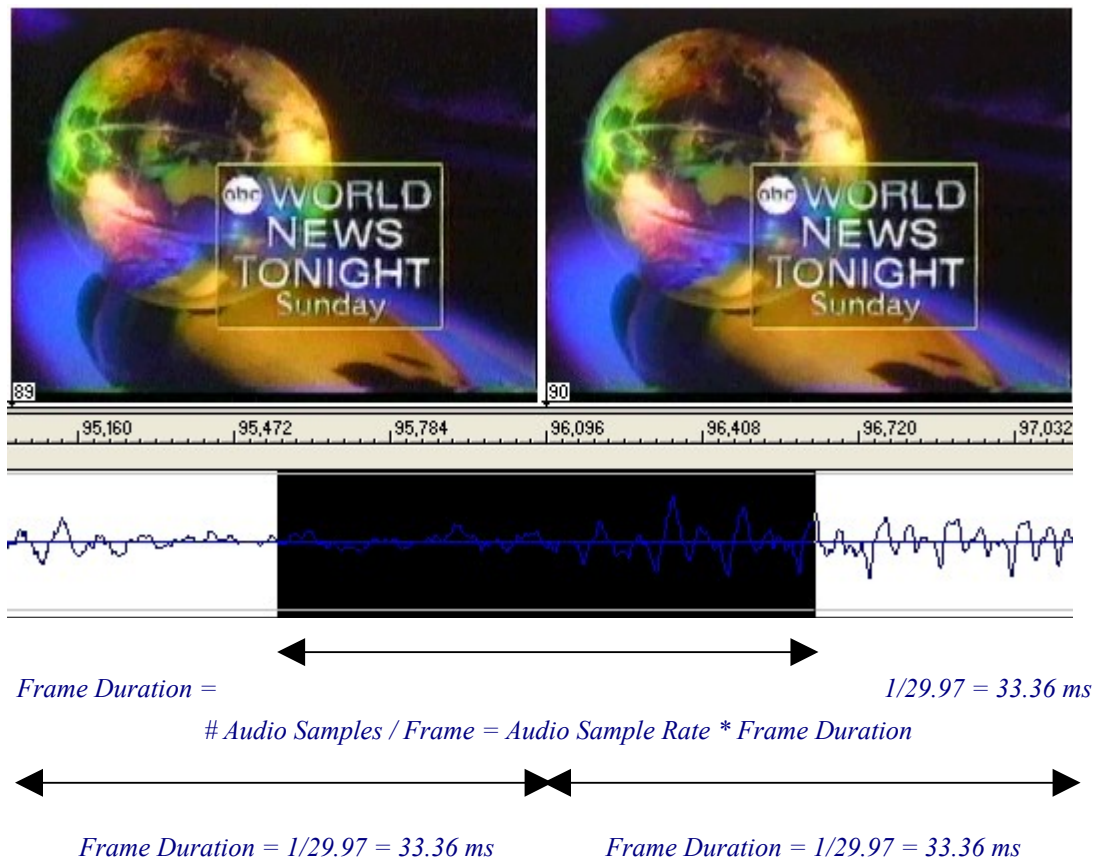 abc WORLD
NEWS
TONIGHT
Sunday
89
abc WORLD
NEWS
TONIGHT
Sunday
90
95,160 95,472 95,784 96,096 96,408 96,720 97,032
Frame Duration = 1/29.97 = 33.36 ms
# Audio Samples / Frame = Audio Sample Rate * Frame Duration
Frame Duration = 1/29.97 = 33.36 ms Frame Duration = 1/29.97 = 33.36 ms